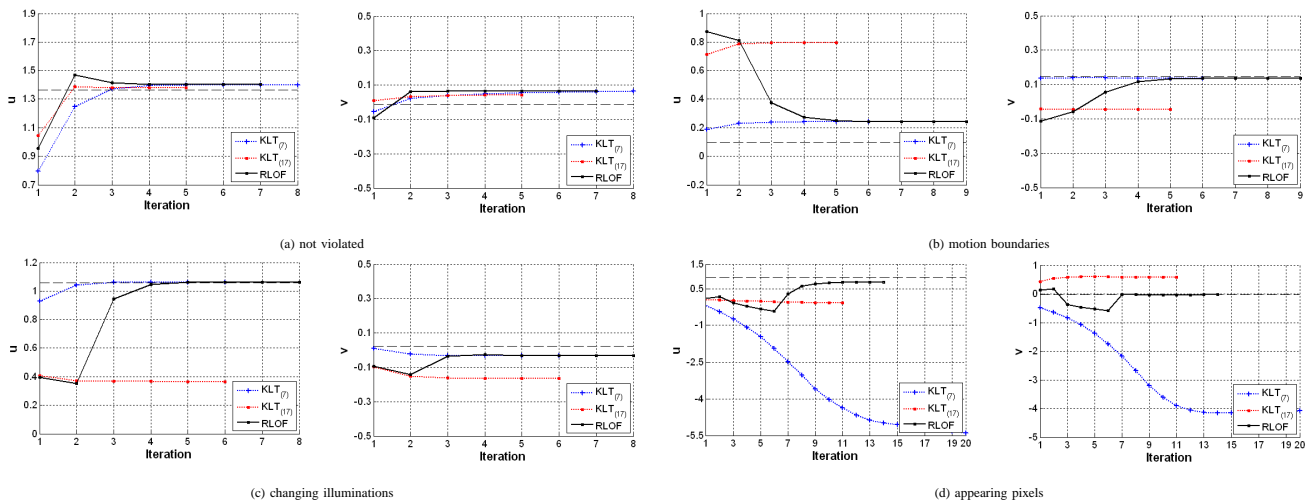 1.9
1.7
1.5
1.3
1.1
0.9
0.7
u
KLT(7)
KLT(17)
RLOF
1 2 3 4 5 6 7 8
Iteration
0.5
0.3
0.1
-0.1
-0.3
-0.5
v
KLT(7)
KLT(17)
RLOF
1 2 3 4 5 6 7 8
Iteration
(a) not violated
1
0.8
0.6
0.4
0.2
0
-0.2
u
KLT(7)
KLT(17)
RLOF
1 2 3 4 5 6 7 8 9
Iteration
0.5
0.3
0.1
-0.1
-0.3
-0.5
v
KLT(7)
KLT(17)
RLOF
1 2 3 4 5 6 7 8 9
Iteration
(b) motion boundaries
1.2
1
0.8
0.6
0.4
0.2
0
u
KLT(7)
KLT(17)
RLOF
1 2 3 4 5 6 7 8
Iteration
0.5
0.3
0.1
-0.1
-0.3
-0.5
v
KLT(7)
KLT(17)
RLOF
1 2 3 4 5 6 7 8
Iteration
(c) changing illuminations
1.5
0.5
-1
-2.5
-4
-5.5
u
KLT(7)
KLT(17)
RLOF
1 3 5 7 9 11 13 15 19 20
Iteration
1
0
-1
-2
-3
-4
-5
v
KLT(7)
KLT(17)
RLOF
1 3 5 7 9 11 13 15 19 20
Iteration
(d) appearing pixels